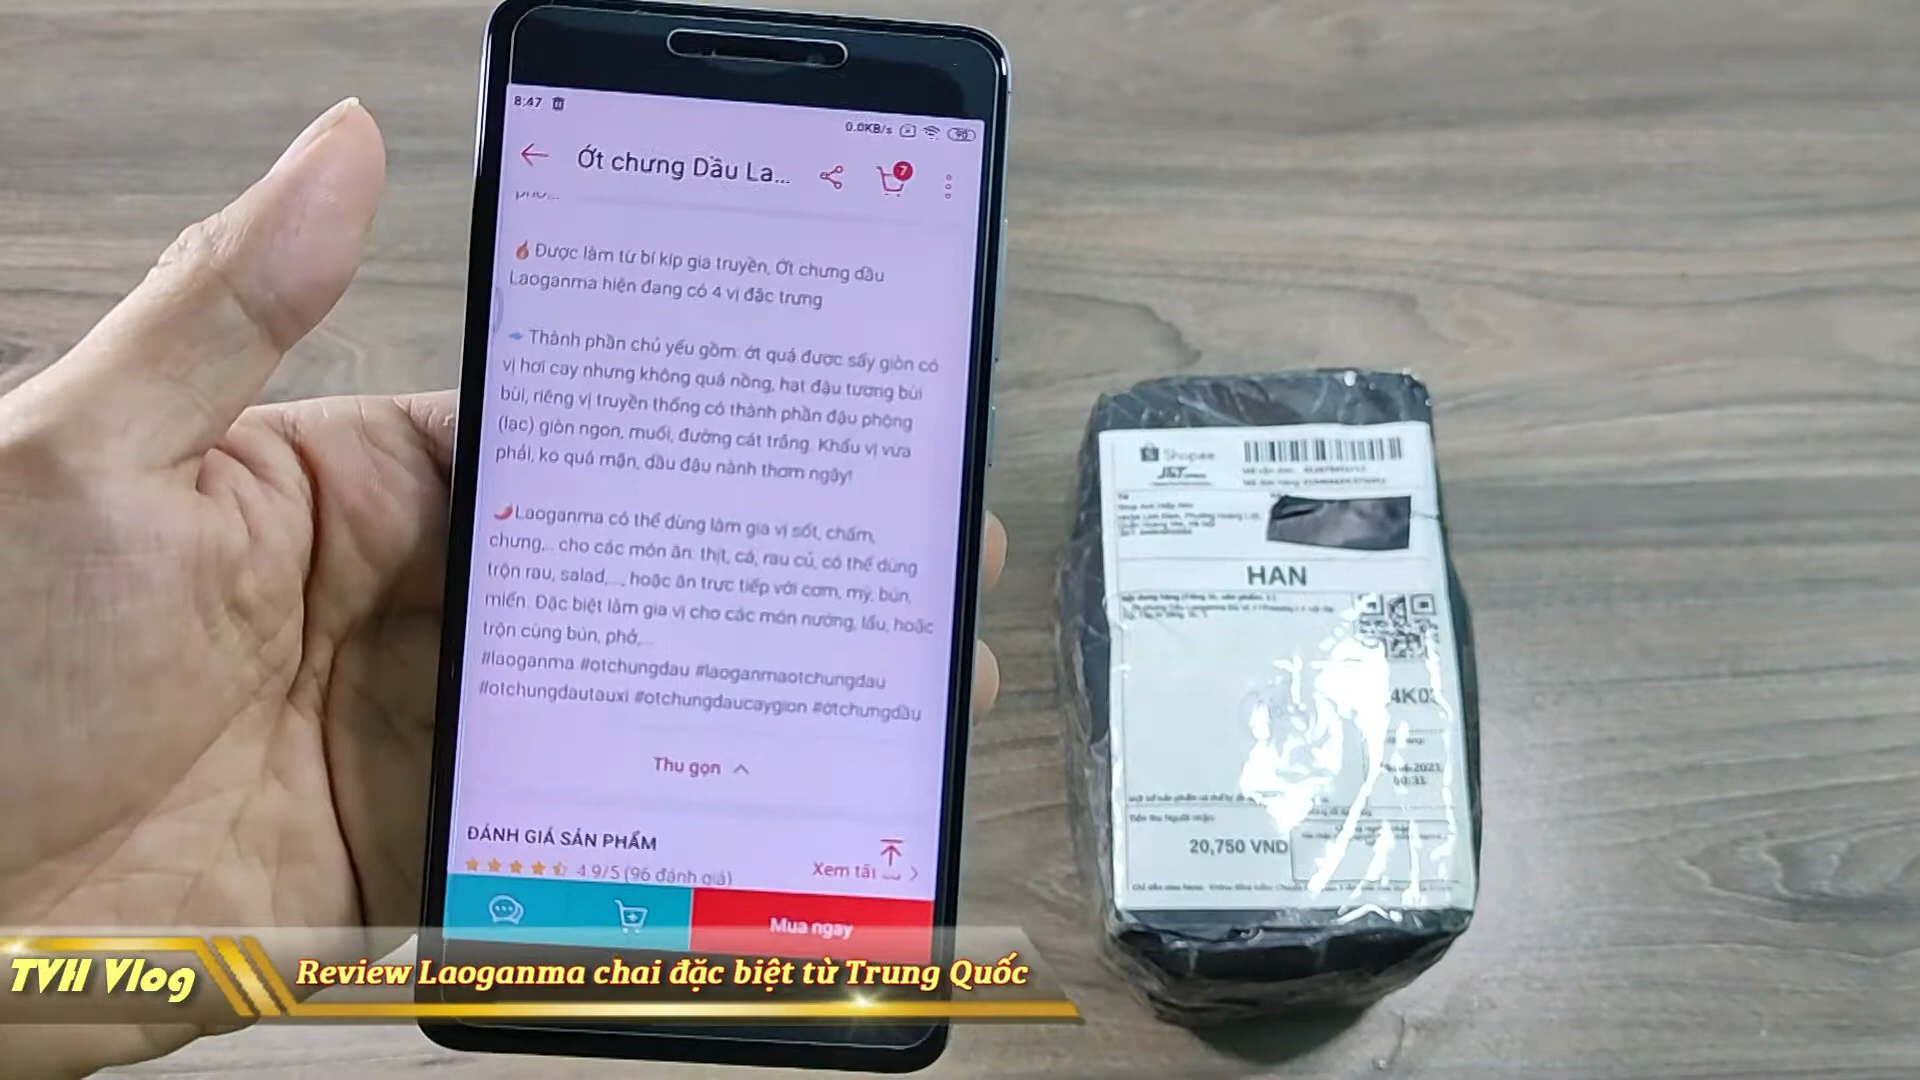 8:47
0.0KB/s
90
Ớt chưng Dầu La...
7
Được làm từ bí kíp gia truyền, Ớt chưng dầu
Laoganma hiện đang có 4 vị đặc trưng
Thành phần chủ yếu gồm: ớt quả được sấy giòn có
vị hơi cay nhưng không quá nồng, hạt đậu tương bùi
bùi, riêng vị truyền thống có thành phần đậu phộng
(lạc) giòn ngon, muối, đường cát trắng. Khẩu vị vừa
phải, ko quá mặn, dầu đậu nành thơm ngậy!
Laoganma có thể dùng làm gia vị sốt, chấm,
chưng,... cho các món ăn: thịt, cá, rau củ, có thể dùng
trộn rau, salad,..., hoặc ăn trực tiếp với cơm, mỳ, bún,
miến. Đặc biệt làm gia vị cho các món nướng, lẩu, hoặc
trộn cùng bún, phở,...
#laoganma #otchungdau #laoganmaotchungdau
#otchungdautauxi #otchungdaucaygion #ớtchưngdầu
Thu gọn
ĐÁNH GIÁ SẢN PHẨM
4.9/5 (96 đánh giá)
Xem tất
Mua ngay
Shopee
J&T
HAN
4K03
20,750 VND
TVH Vlog
Review Laoganma chai đặc biệt từ Trung Quốc